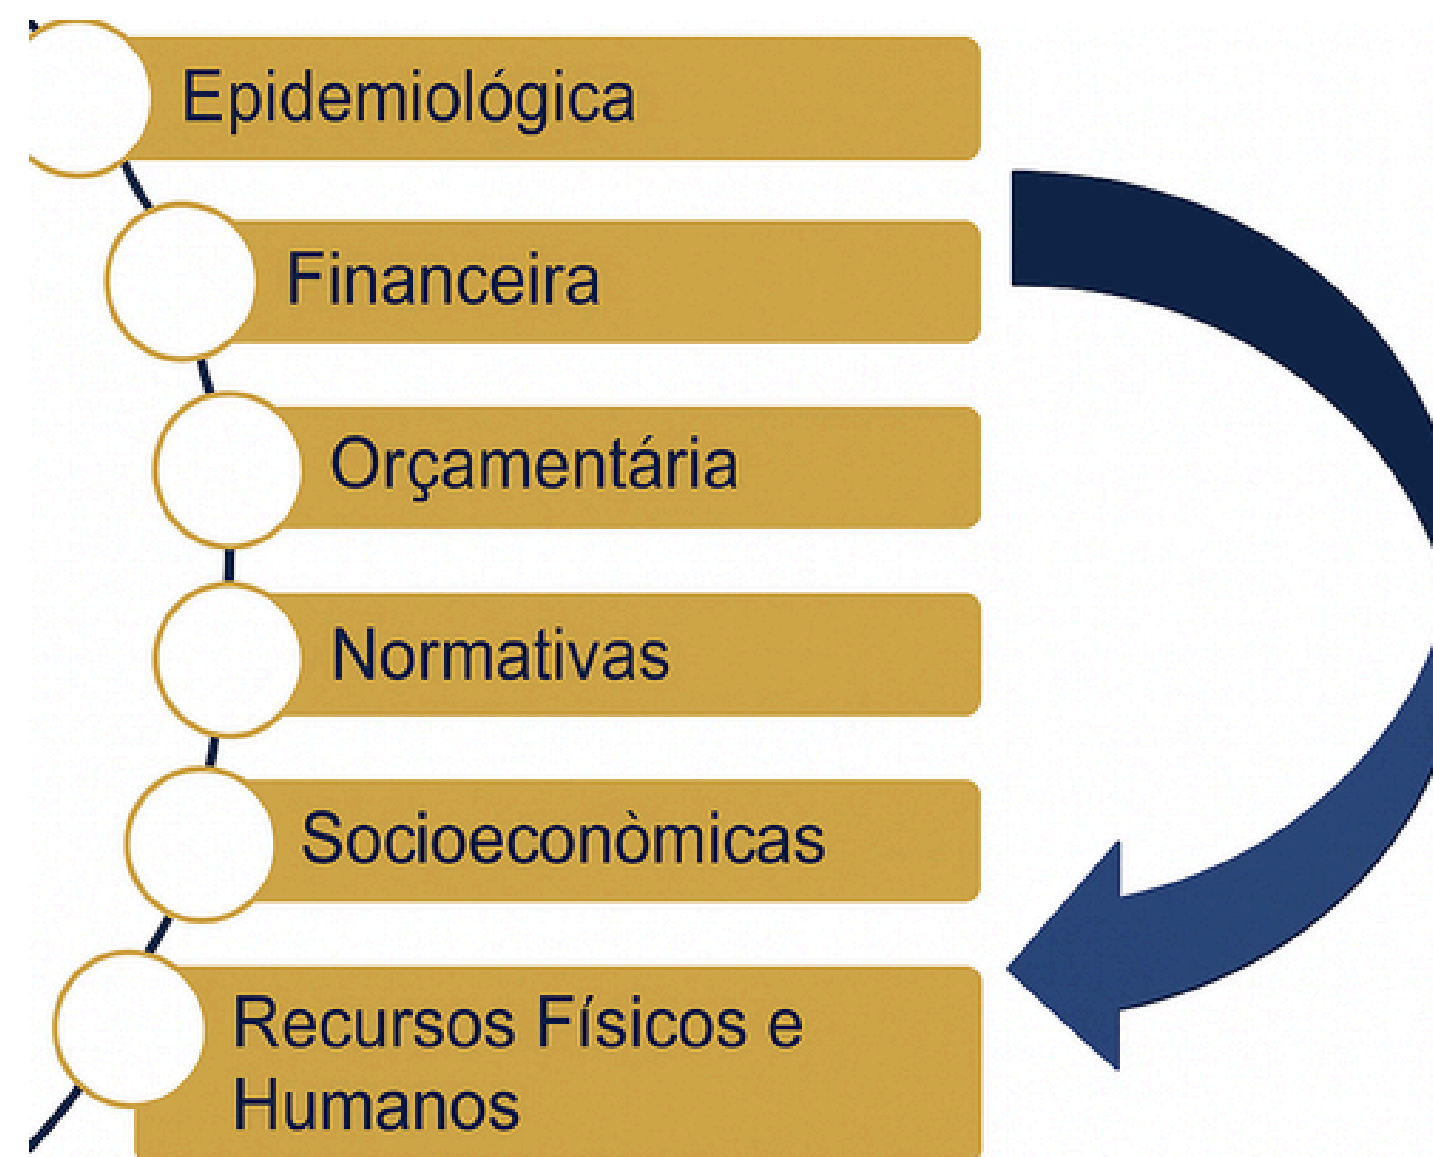 Epidemiológica
Financeira
Orçamentária
Normativas
Socioeconòmicas
Recursos Físicos e
Humanos